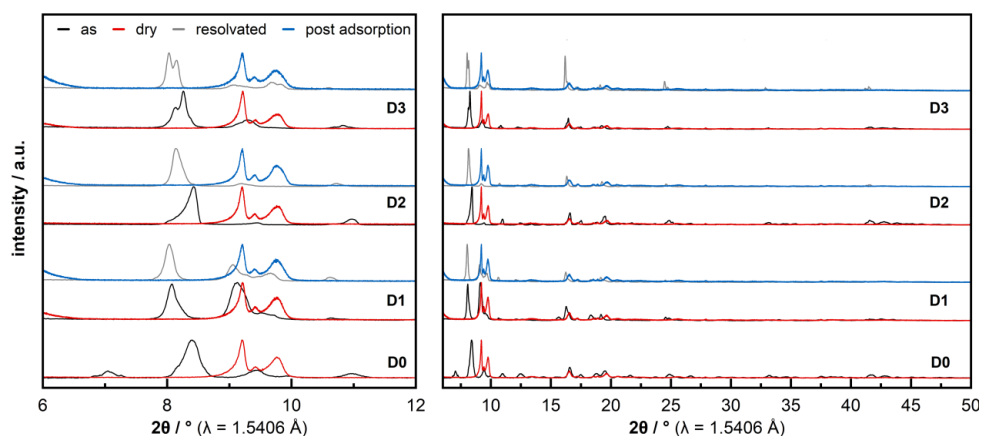 as dry resolvated post adsorption
D3
D2
D1
D0
D3
D2
D1
D0
intensity / a.u.
6 8 10 12
10 15 20 25 30 35 40 45 50
2θ / ° (λ = 1.5406 Å)
2θ / ° (λ = 1.5406 Å)